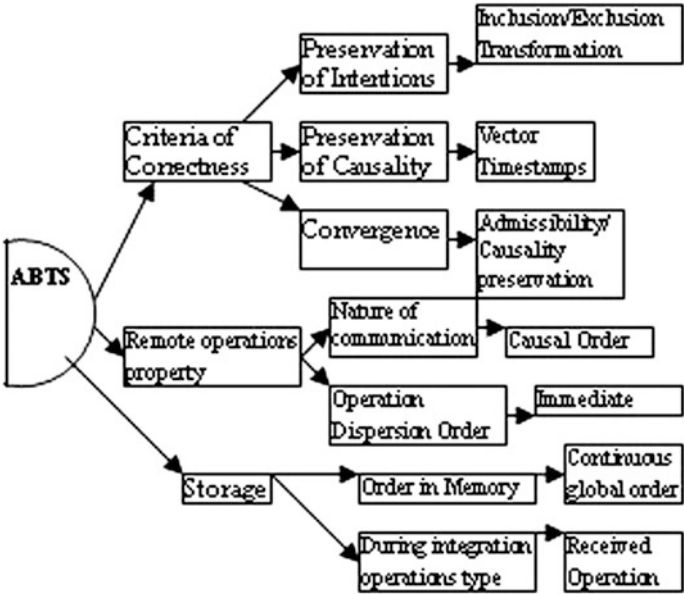 Inclusion/Exclusion
Transformation
Preservation
of Intentions
Criteria of
Correctness
Preservation
of Causality
Vector
Timestamps
Convergence
Admissibility/
Causality
preservation
ABTS
Nature of
communication
Causal Order
Remote operations
property
Operation
Dispersion Order
Immediate
Storage
Order in Memory
Continuous
global order
During integration
operations type
Received
Operation